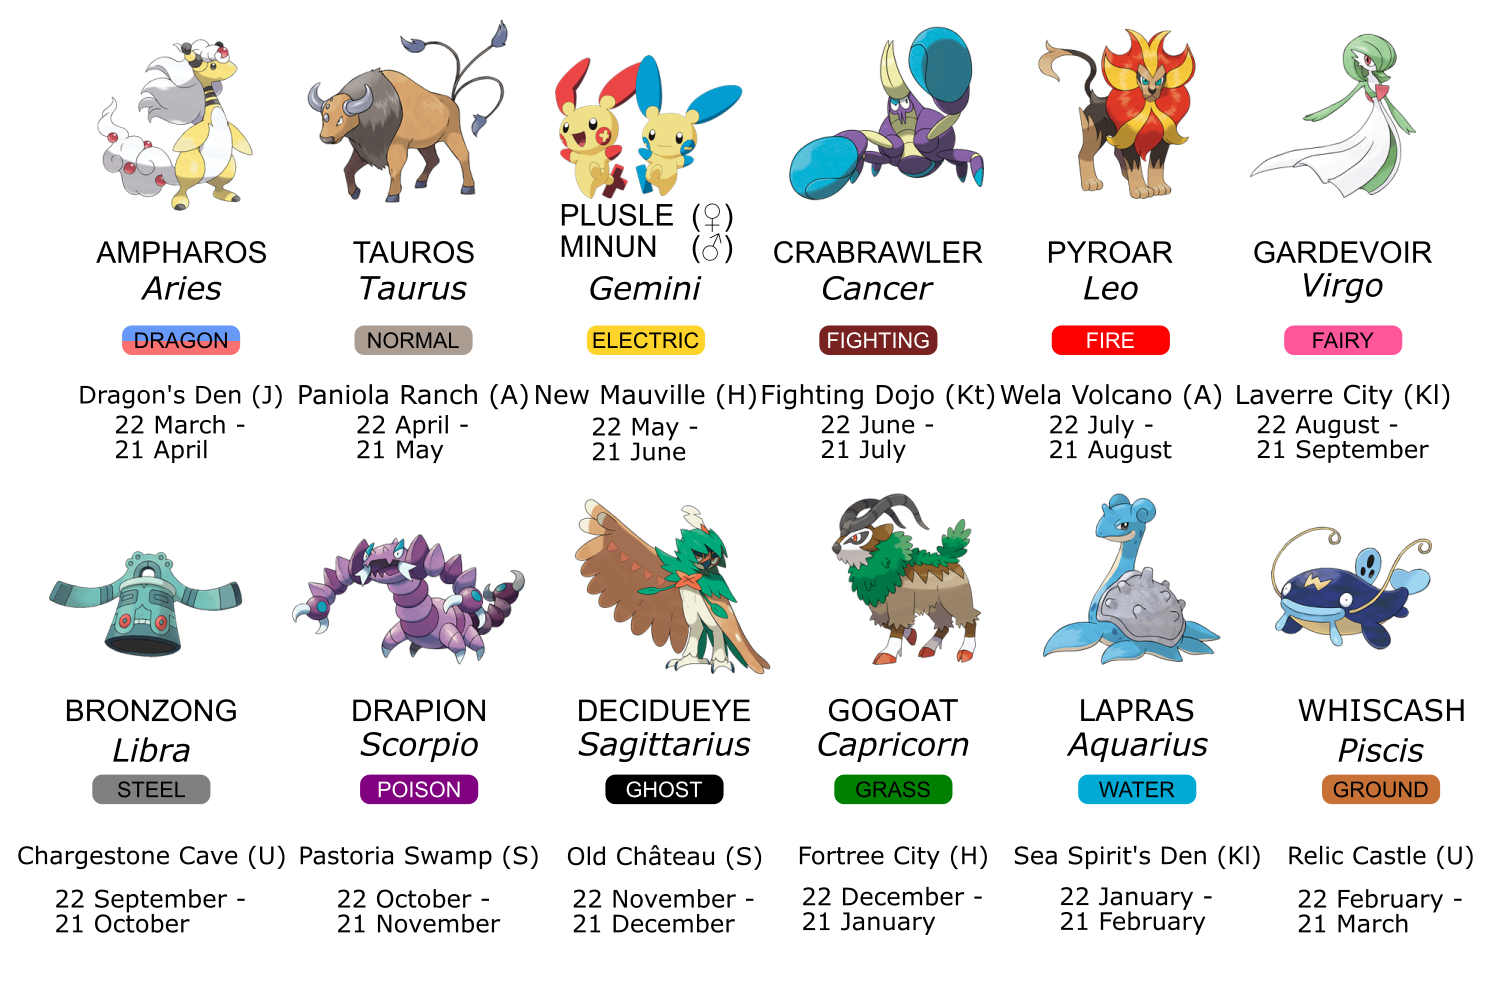 AMPHAROS
Aries
DRAGON
Dragon's Den (J)
22 March -
21 April
TAUROS
Taurus
NORMAL
Paniola Ranch (A)
22 April -
21 May
PLUSLE (♀)
MINUN (♂)
Gemini
ELECTRIC
New Mauville (H)
22 May -
21 June
CRABRAWLER
Cancer
FIGHTING
Fighting Dojo (Kt)
22 June -
21 July
PYROAR
Leo
FIRE
Wela Volcano (A)
22 July -
21 August
GARDEVOIR
Virgo
FAIRY
Laverre City (Kl)
22 August -
21 September
BRONZONG
Libra
STEEL
Chargestone Cave (U)
22 September -
21 October
DRAPION
Scorpio
POISON
Pastoria Swamp (S)
22 October -
21 November
DECIDUEYE
Sagittarius
GHOST
Old Château (S)
22 November -
21 December
GOGOAT
Capricorn
GRASS
Fortree City (H)
22 December -
21 January
LAPRAS
Aquarius
WATER
Sea Spirit's Den (Kl)
22 January -
21 February
WHISCASH
Piscis
GROUND
Relic Castle (U)
22 February -
21 March